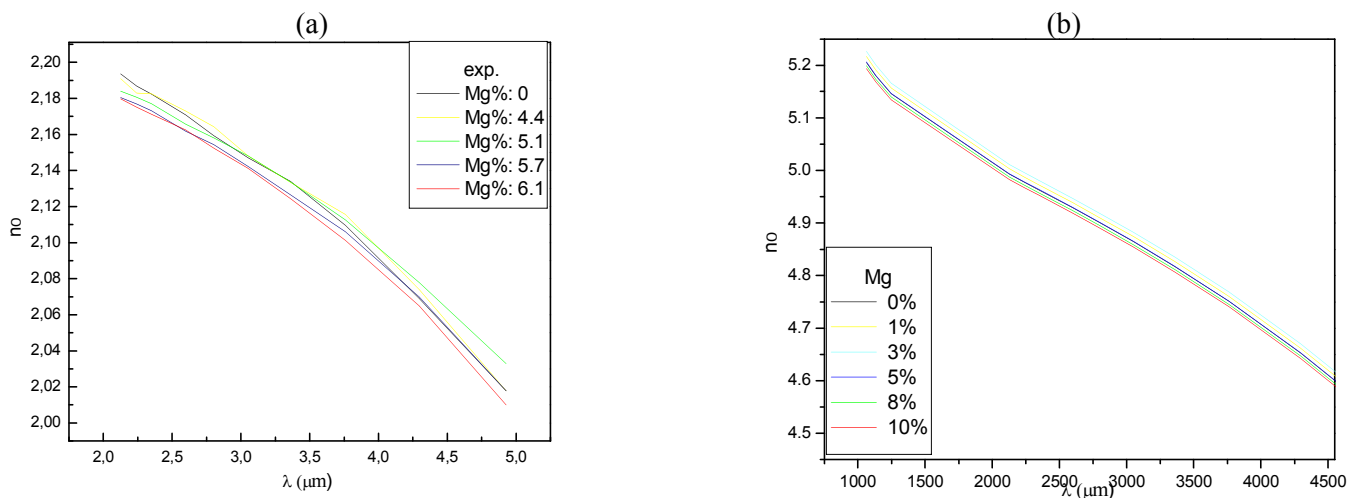 (a)
2,20
2,18
2,16
2,14
2,12
2,10
2,08
2,06
2,04
2,02
2,00
no
exp.
Mg%: 0
Mg%: 4.4
Mg%: 5.1
Mg%: 5.7
Mg%: 6.1
2,0 2,5 3,0 3,5 4,0 4,5 5,0
λ (μm)
(b)
5.2
5.1
5.0
4.9
4.8
4.7
4.6
4.5
no
Mg
0%
1%
3%
5%
8%
10%
1000 1500 2000 2500 3000 3500 4000 4500
λ (μm)